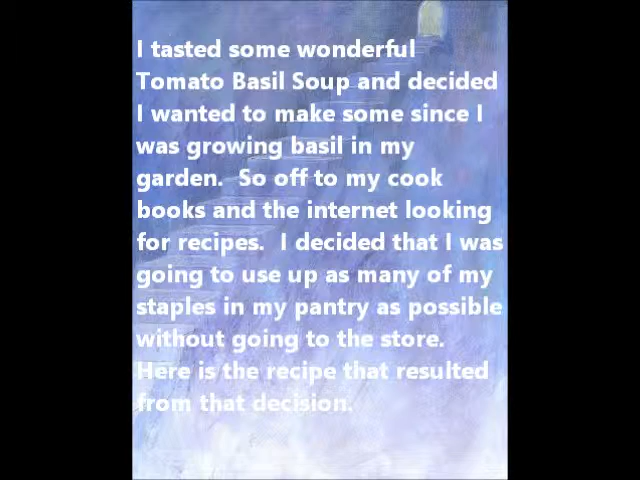 I tasted some wonderful
Tomato Basil Soup and decided
I wanted to make some since I
was growing basil in my
garden.  So off to my cook
books and the internet looking
for recipes.  I decided that I was
going to use up as many of my
staples in my pantry as possible
without going to the store.
Here is the recipe that resulted
from that decision.